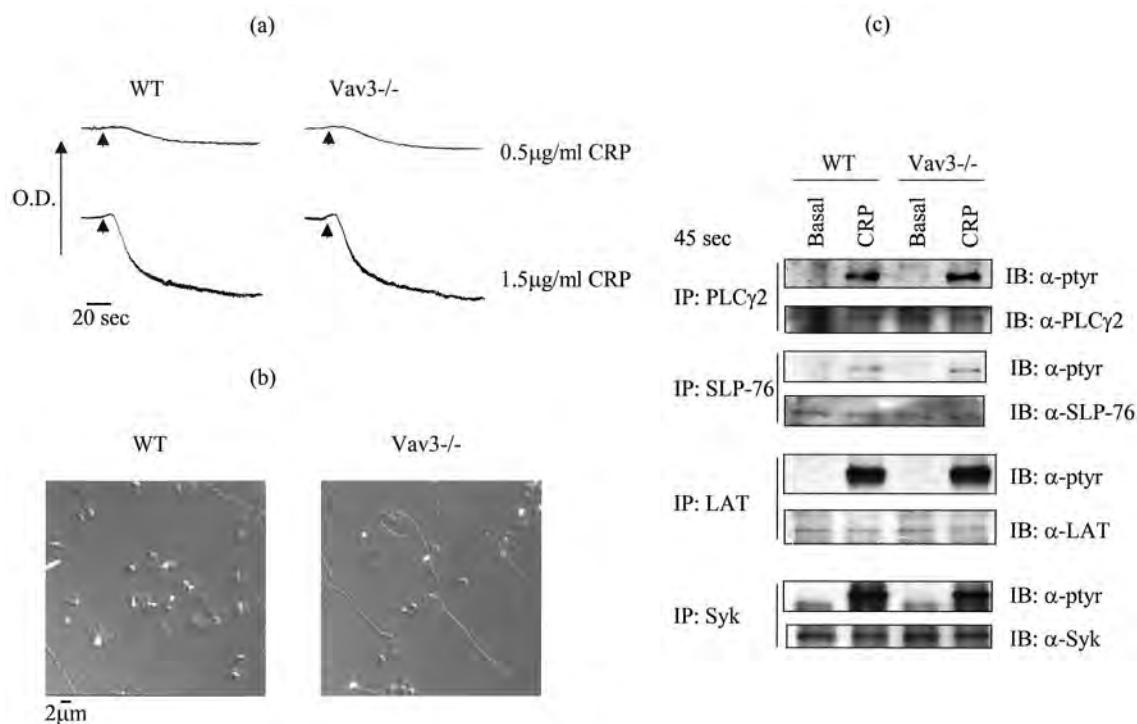 (a)
WT
Vav3-/-
0.5μg/ml CRP
O.D.
1.5μg/ml CRP
20 sec
(b)
WT
Vav3-/-
2μm
(c)
WT
Vav3-/-
45 sec
Basal
CRP
Basal
CRP
IP: PLCγ2
IB: α-ptyr
IB: α-PLCγ2
IP: SLP-76
IB: α-ptyr
IB: α-SLP-76
IP: LAT
IB: α-ptyr
IB: α-LAT
IP: Syk
IB: α-ptyr
IB: α-Syk